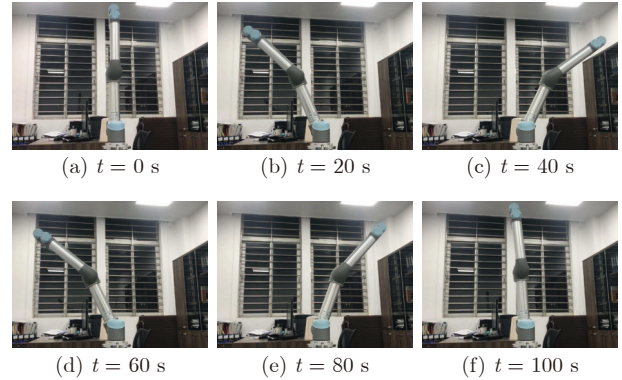 (a) t = 0 s
(b) t = 20 s
(c) t = 40 s
(d) t = 60 s
(e) t = 80 s
(f) t = 100 s